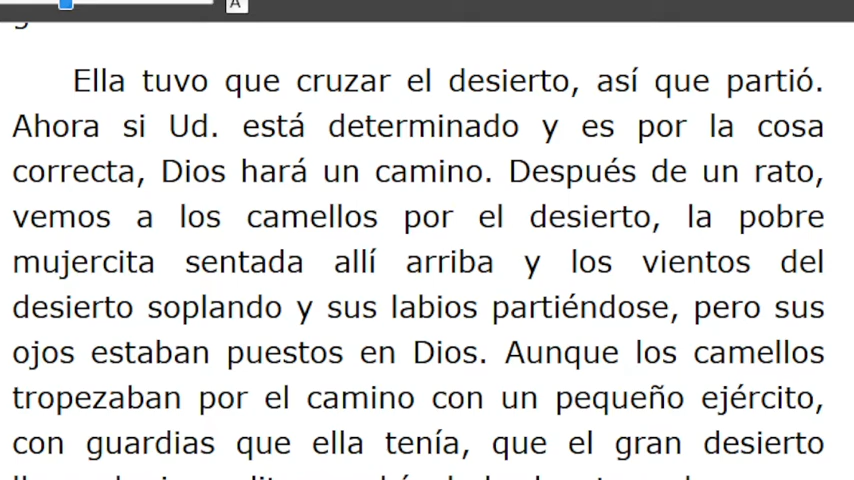 A
Ella tuvo que cruzar el desierto, así que partió.
Ahora si Ud. está determinado y es por la cosa
correcta, Dios hará un camino. Después de un rato,
vemos a los camellos por el desierto, la pobre
mujercita sentada allí arriba y los vientos del
desierto soplando y sus labios partiéndose, pero sus
ojos estaban puestos en Dios. Aunque los camellos
tropezaban por el camino con un pequeño ejército,
con guardias que ella tenía, que el gran desierto